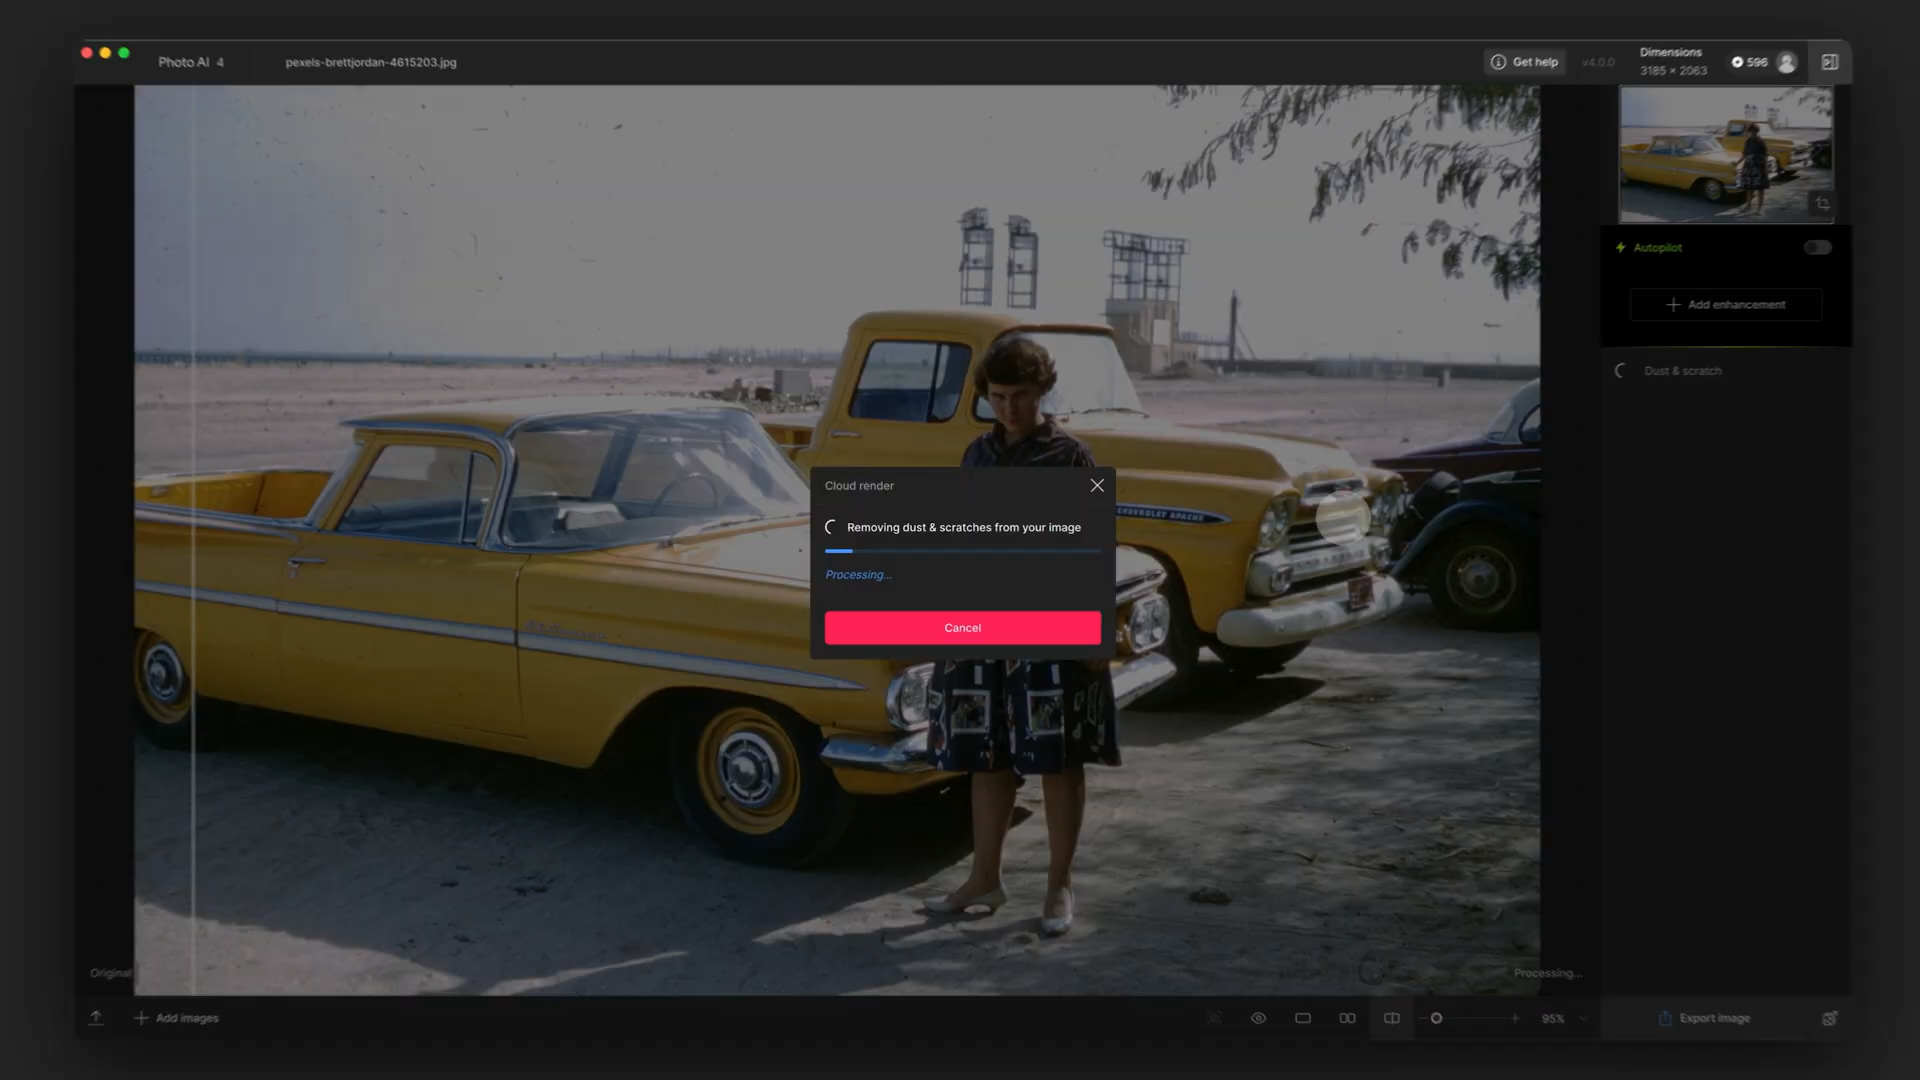 Photo AI 4
pexels-brettjordan-4615203.jpg
Get help
v4.0.0
Dimensions
3185 × 2063
596
Autopilot
Add enhancement
Dust & scratch
CHEVROLET APACHE
Cloud render
Removing dust & scratches from your image
Processing...
Cancel
Original
Processing...
Add images
95%
Export image